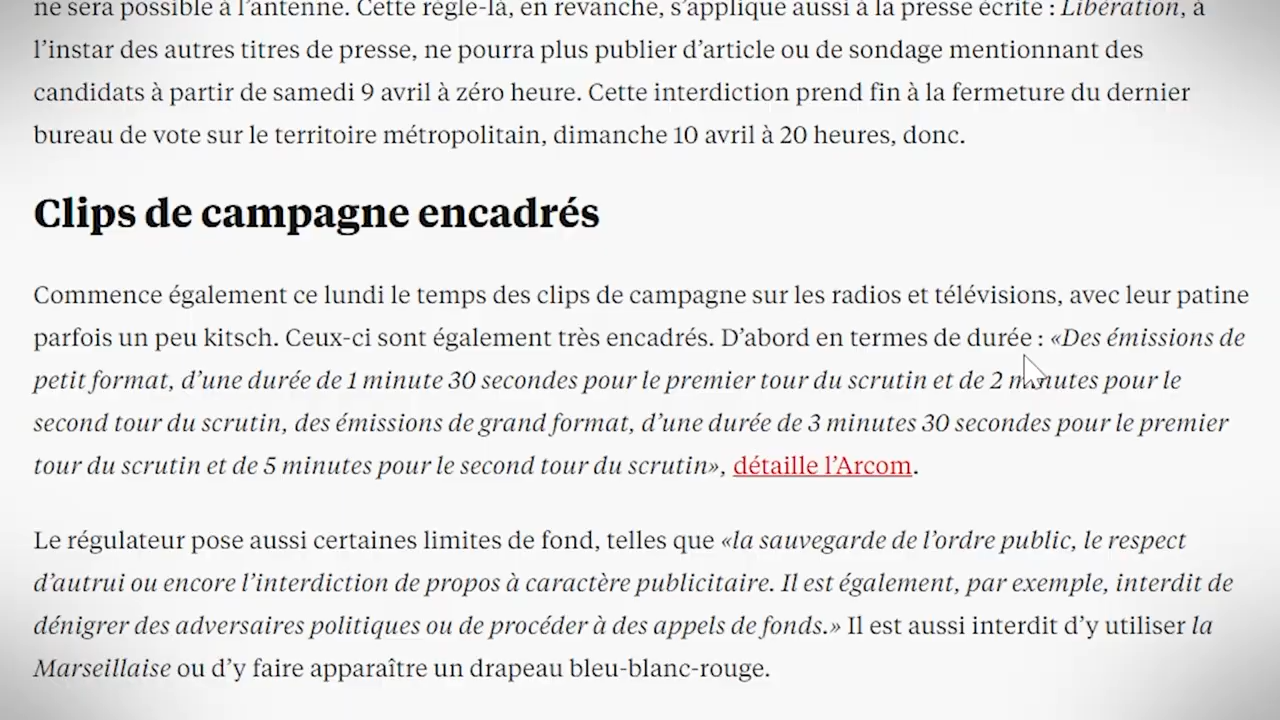 ne sera possible à l’antenne. Cette règle-là, en revanche, s’applique aussi à la presse écrite : Libération, à
l’instar des autres titres de presse, ne pourra plus publier d’article ou de sondage mentionnant des
candidats à partir de samedi 9 avril à zéro heure. Cette interdiction prend fin à la fermeture du dernier
bureau de vote sur le territoire métropolitain, dimanche 10 avril à 20 heures, donc.
Clips de campagne encadrés
Commence également ce lundi le temps des clips de campagne sur les radios et télévisions, avec leur patine
parfois un peu kitsch. Ceux-ci sont également très encadrés. D’abord en termes de durée : «Des émissions de
petit format, d’une durée de 1 minute 30 secondes pour le premier tour du scrutin et de 2 minutes pour le
second tour du scrutin, des émissions de grand format, d’une durée de 3 minutes 30 secondes pour le premier
tour du scrutin et de 5 minutes pour le second tour du scrutin», détaille l’Arcom.
Le régulateur pose aussi certaines limites de fond, telles que «la sauvegarde de l’ordre public, le respect
d’autrui ou encore l’interdiction de propos à caractère publicitaire. Il est également, par exemple, interdit de
dénigrer des adversaires politiques ou de procéder à des appels de fonds.» Il est aussi interdit d’y utiliser la
Marseillaise ou d’y faire apparaître un drapeau bleu-blanc-rouge.